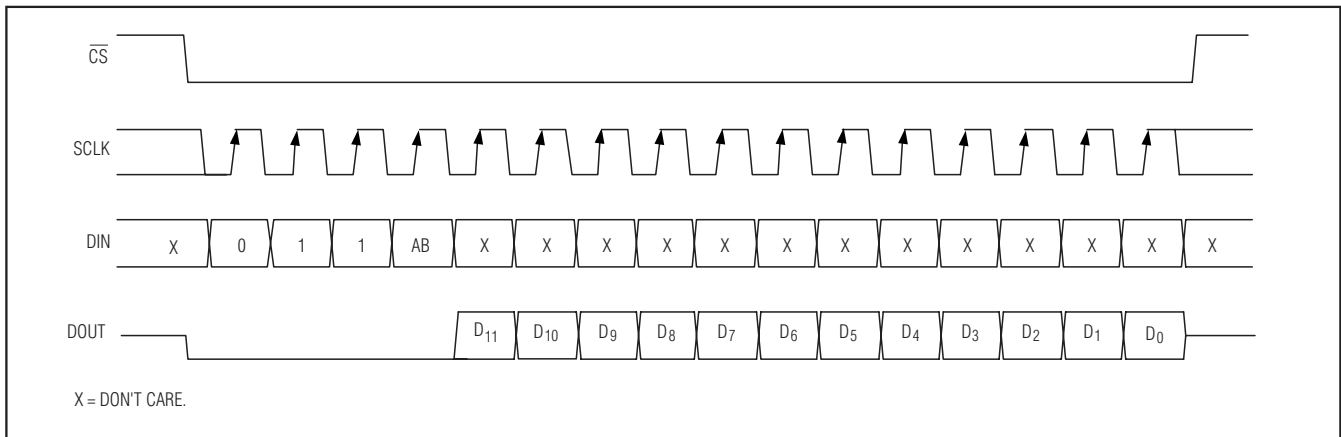 CS
SCLK
DIN X 0 1 1 AB X X X X X X X X X X X X X
DOUT D11 D10 D9 D8 D7 D6 D5 D4 D3 D2 D1 D0
X = DON'T CARE.